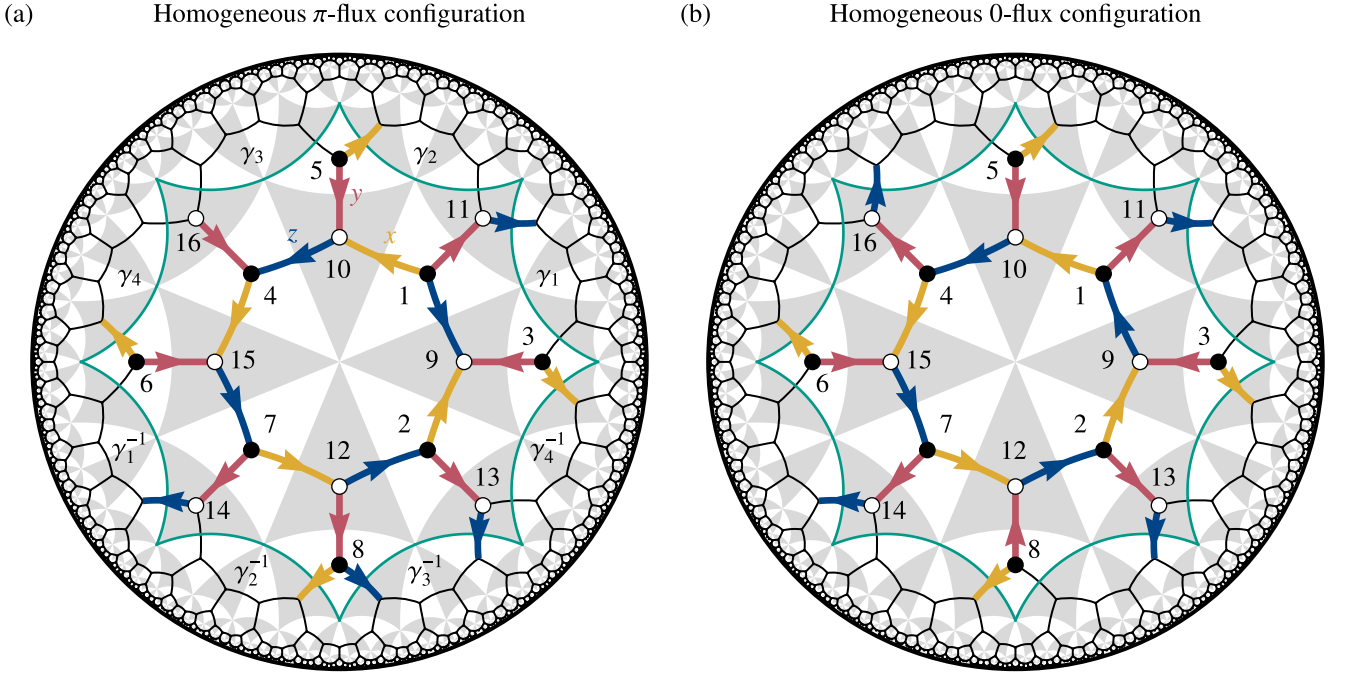 (a) Homogeneous π-flux configuration
γ₃
γ₂
5
y
11
16
z
x
10
γ₄
4
1
γ₁
15
9
3
6
7
12
2
γ₁⁻¹
γ₄⁻¹
13
14
8
γ₂⁻¹
γ₃⁻¹
(b) Homogeneous 0-flux configuration
5
11
16
10
4
1
15
9
3
6
7
12
2
13
14
8